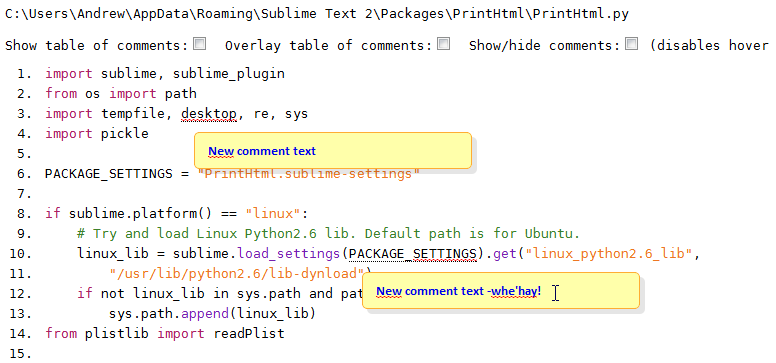 C:\Users\Andrew\AppData\Roaming\Sublime Text 2\Packages\PrintHtml\PrintHtml.py
Show table of comments: Overlay table of comments: Show/hide comments: (disables hover
1. import sublime, sublime_plugin
2. from os import path
3. import tempfile, desktop, re, sys
4. import pickle
New comment text
5.
6. PACKAGE_SETTINGS = "PrintHtml.sublime-settings"
7.
8. if sublime.platform() == "linux":
9. # Try and load Linux Python2.6 lib. Default path is for Ubuntu.
10. linux_lib = sublime.load_settings(PACKAGE_SETTINGS).get("linux_python2.6_lib",
11. "/usr/lib/python2.6/lib-dynload")
12. if not linux_lib in sys.path and
New comment text -whe'hay!
13. sys.path.append(linux_lib)
14. from plistlib import readPlist
15.